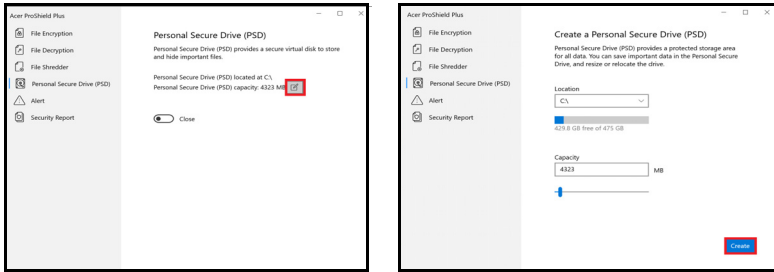 Acer ProShield Plus
File Encryption
File Decryption
File Shredder
Personal Secure Drive (PSD)
Alert
Security Report
Personal Secure Drive (PSD)
Personal Secure Drive (PSD) provides a secure virtual disk to store
and hide important files.
Personal Secure Drive (PSD) located at C:\
Personal Secure Drive (PSD) capacity: 4323 MB
Close
Acer ProShield Plus
File Encryption
File Decryption
File Shredder
Personal Secure Drive (PSD)
Alert
Security Report
Create a Personal Secure Drive (PSD)
Personal Secure Drive (PSD) provides a protected storage area
for all data. You can save important data in the Personal Secure
Drive, and resize or relocate the drive.
Location
C:\
429.8 GB free of 475 GB
Capacity
4323 MB
Create